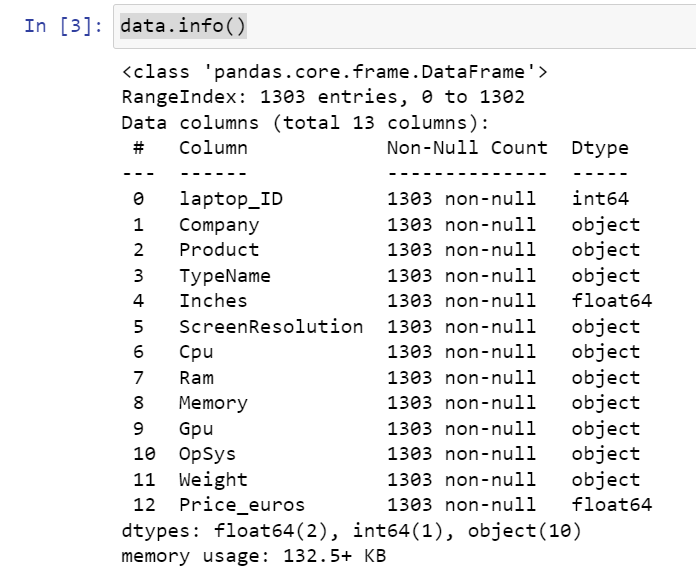 In [3]: data.info()
<class 'pandas.core.frame.DataFrame'>
RangeIndex: 1303 entries, 0 to 1302
Data columns (total 13 columns):
 #   Column            Non-Null Count  Dtype
---  ------            --------------  -----
 0   laptop_ID         1303 non-null   int64
 1   Company           1303 non-null   object
 2   Product           1303 non-null   object
 3   TypeName          1303 non-null   object
 4   Inches            1303 non-null   float64
 5   ScreenResolution  1303 non-null   object
 6   Cpu               1303 non-null   object
 7   Ram               1303 non-null   object
 8   Memory            1303 non-null   object
 9   Gpu               1303 non-null   object
 10  OpSys             1303 non-null   object
 11  Weight            1303 non-null   object
 12  Price_euros       1303 non-null   float64
dtypes: float64(2), int64(1), object(10)
memory usage: 132.5+ KB